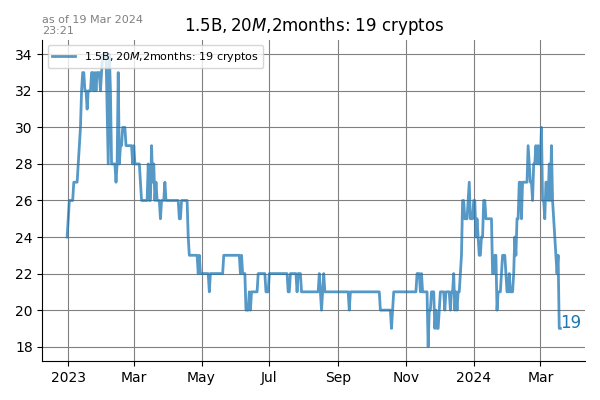 as of 19 Mar 2024
23:21
1.5B, 20M,2months: 19 cryptos
1.5B, 20M,2months: 19 cryptos
34
32
30
28
26
24
22
20
18
19
2023 Mar May Jul Sep Nov 2024 Mar